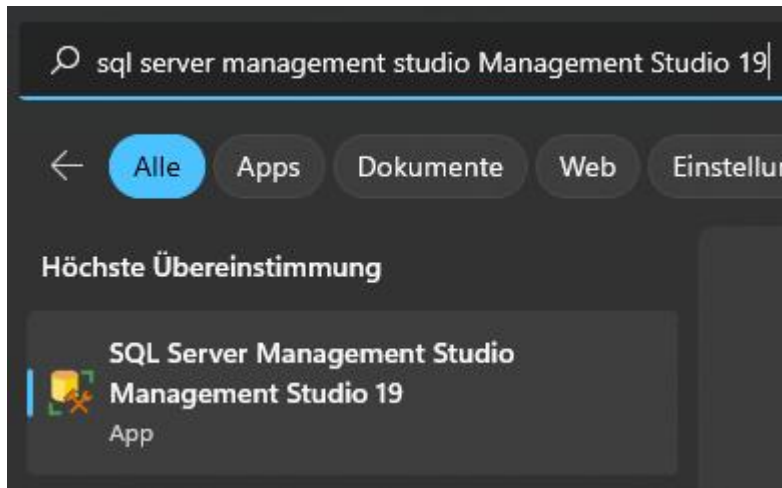 sql server management studio Management Studio 19
Alle Apps Dokumente Web Einstellu
Höchste Übereinstimmung
SQL Server Management Studio
Management Studio 19
App